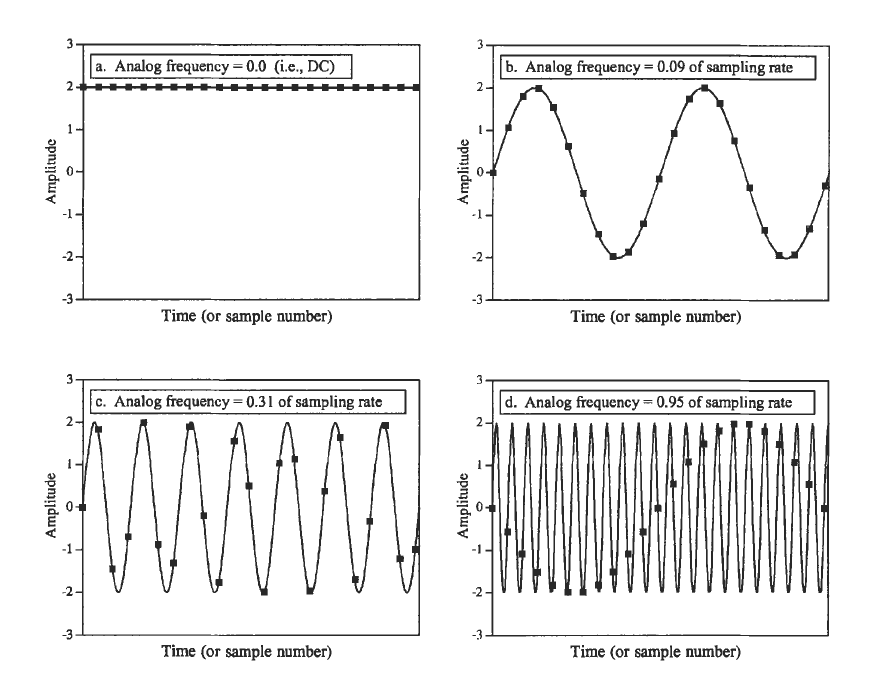 a. Analog frequency = 0.0 (i.e., DC)
3
2
1
0
-1
-2
-3
Amplitude
Time (or sample number)
b. Analog frequency = 0.09 of sampling rate
3
2
1
0
-1
-2
-3
Amplitude
Time (or sample number)
c. Analog frequency = 0.31 of sampling rate
3
2
1
0
-1
-2
-3
Amplitude
Time (or sample number)
d. Analog frequency = 0.95 of sampling rate
3
2
1
0
-1
-2
-3
Amplitude
Time (or sample number)